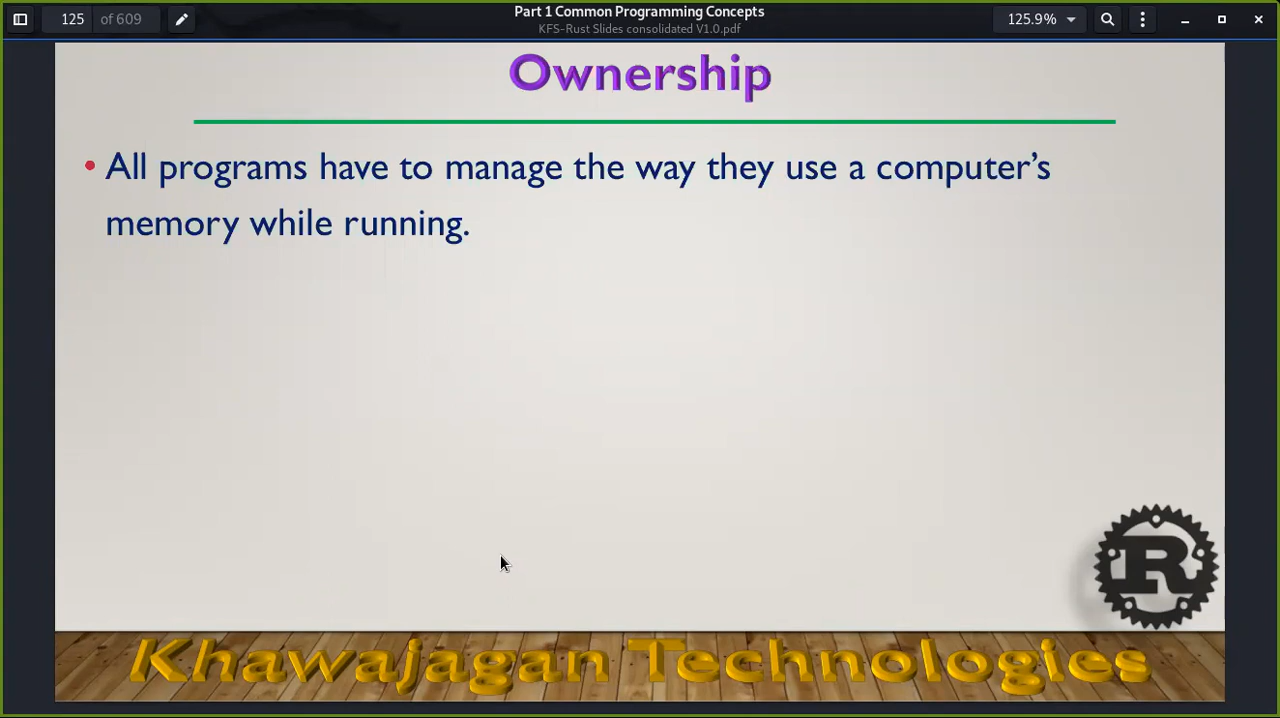 125 of 609
Part 1 Common Programming Concepts
KFS-Rust Slides consolidated V1.0.pdf
125.9%
Ownership
• All programs have to manage the way they use a computer’s
memory while running.
R
Khawajagan Technologies